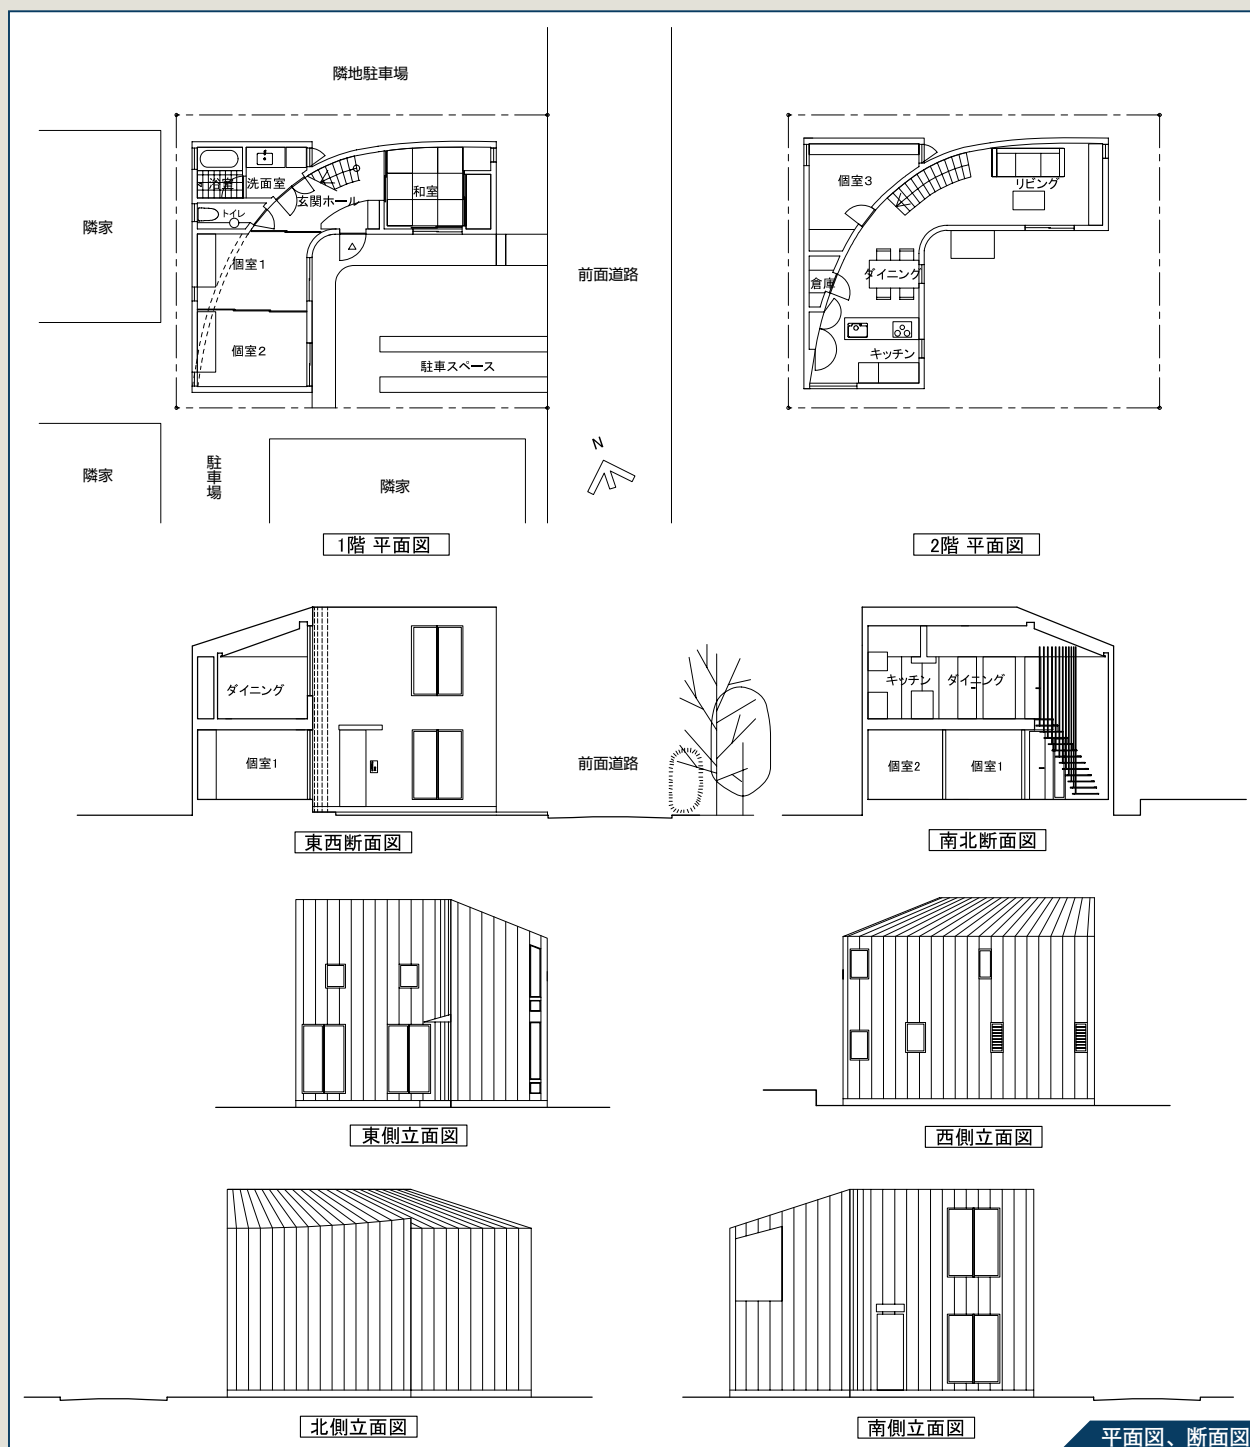 隣地駐車場
隣家
浴室
洗面室
玄関ホール
和室
トイレ
個室1
個室2
前面道路
駐車スペース
隣家
駐車場
隣家
N
1階 平面図
個室3
リビング
ダイニング
倉庫
キッチン
2階 平面図
ダイニング
個室1
前面道路
東西断面図
キッチン
ダイニング
個室2
個室1
南北断面図
東側立面図
西側立面図
北側立面図
南側立面図
平面図、断面図